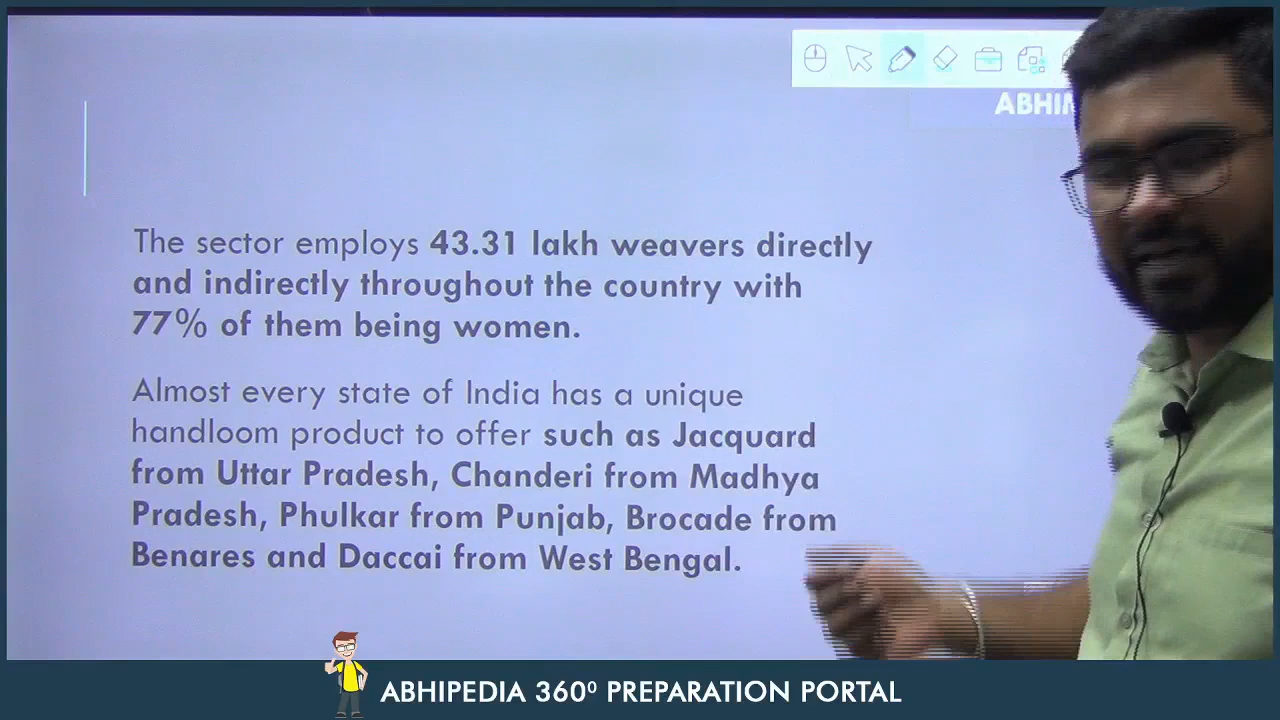 The sector employs 43.31 lakh weavers directly
and indirectly throughout the country with
77% of them being women.
Almost every state of India has a unique
handloom product to offer such as Jacquard
from Uttar Pradesh, Chanderi from Madhya
Pradesh, Phulkar from Punjab, Brocade from
Benares and Daccai from West Bengal.
ABHIPEDIA 360⁰ PREPARATION PORTAL